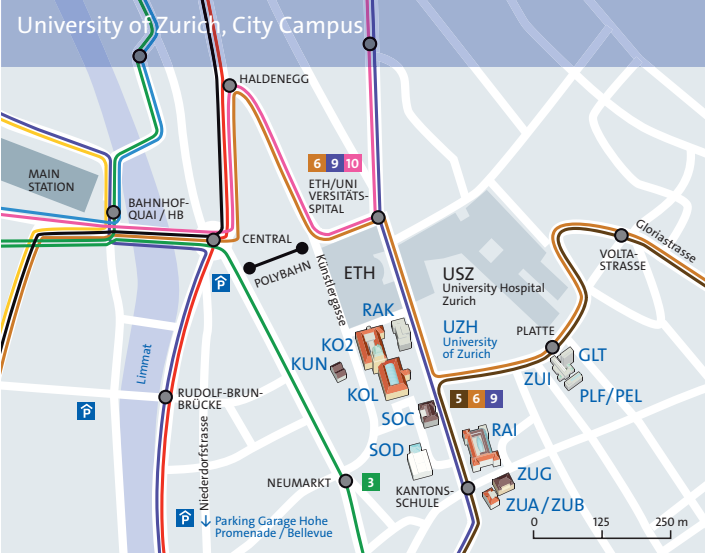 University of Zurich, City Campus
HALDENEGG
6 9 10
ETH/UNI
VERSITÄTS-
SPITAL
MAIN
STATION
BAHNHOF-
QUAI / HB
CENTRAL
POLYBAHN
Künstlergasse
ETH
USZ
University Hospital
Zurich
Gloriastrasse
VOLTA-
STRASSE
P
RAK
UZH
University
of Zurich
PLATTE
KO2
KUN
KOL
GLT
ZUI
PLF/PEL
Limmat
RUDOLF-BRUN-
BRÜCKE
P
5 6 9
SOC
RAI
SOD
Niederdorfstrasse
NEUMARKT
3
KANTONS-
SCHULE
ZUG
ZUA/ZUB
P
↓ Parking Garage Hohe
Promenade / Bellevue
0 125 250 m